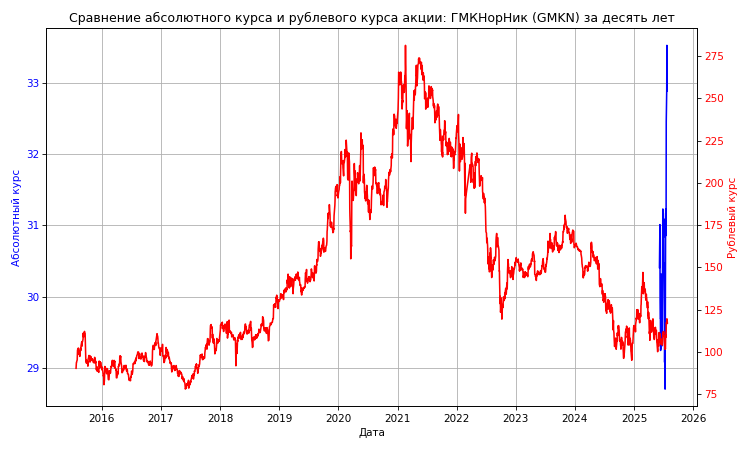 Сравнение абсолютного курса и рублевого курса акции: ГМКНорНик (GMKN) за десять лет
33
32
31
30
29
Абсолютный курс
275
250
225
200
175
150
125
100
75
Рублевый курс
2016 2017 2018 2019 2020 2021 2022 2023 2024 2025 2026
Дата